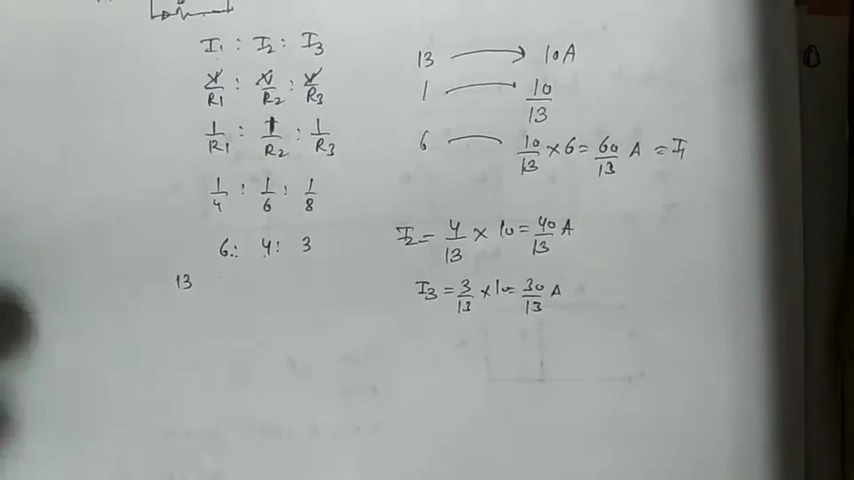 I1 : I2 : I3
V/R1 : V/R2 : V/R3
1/R1 : 1/R2 : 1/R3
1/4 : 1/6 : 1/8
6 : 4 : 3
13
13 → 10A
1 — 10/13
6 — 10/13 × 6 = 60/13 A = I1
I2 = 4/13 × 10 = 40/13 A
I3 = 3/13 × 10 = 30/13 A